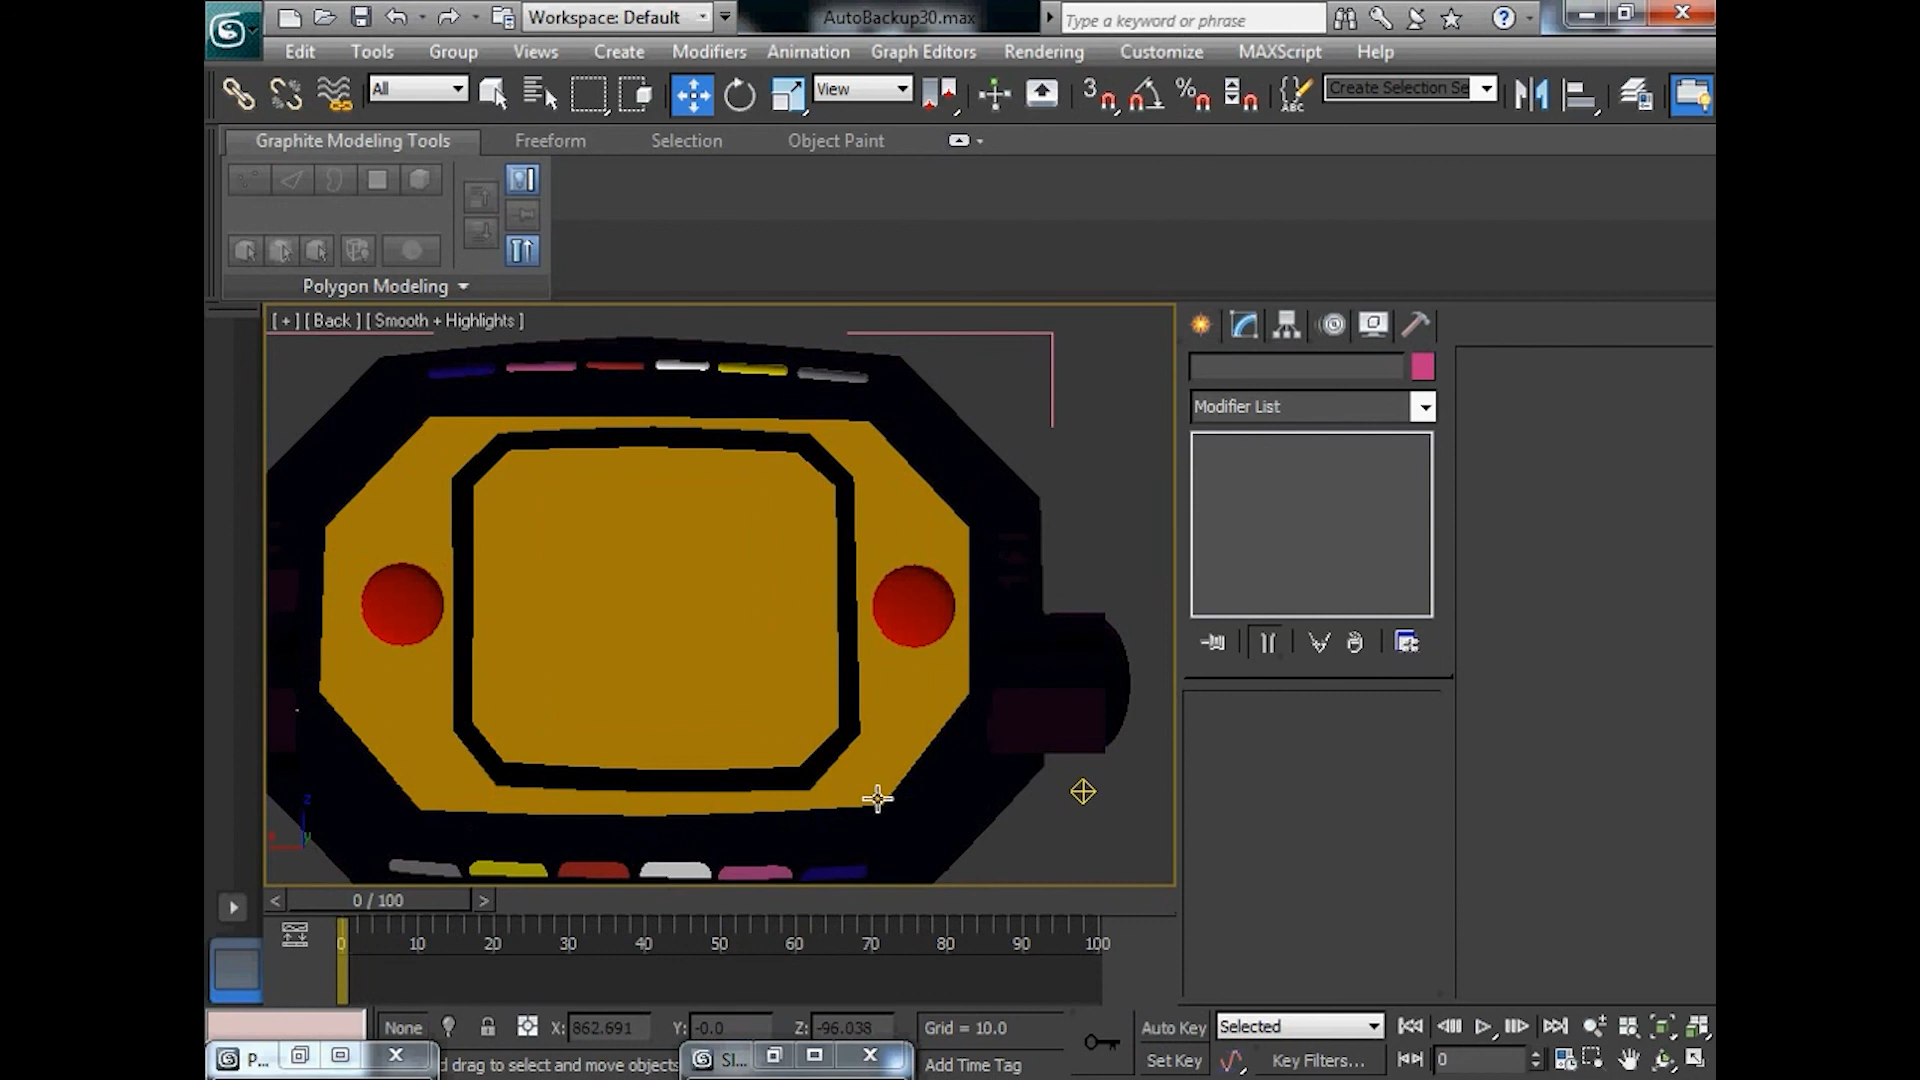 Workspace: Default
AutoBackup30.max
Type a keyword or phrase
Edit Tools Group Views Create Modifiers Animation Graph Editors Rendering Customize MAXScript Help
All
View
3
%
ABC
Create Selection Se
Graphite Modeling Tools Freeform Selection Object Paint
Polygon Modeling
[ + ] [ Back ] [ Smooth + Highlights ]
Modifier List
z
x
y
< 0 / 100 >
0 10 20 30 40 50 60 70 80 90 100
None X: 862.691 Y: -0.0 Z: -96.038 Grid = 10.0 Auto Key Selected
P... d drag to select and move objects Sl... Add Time Tag Set Key Key Filters... 0